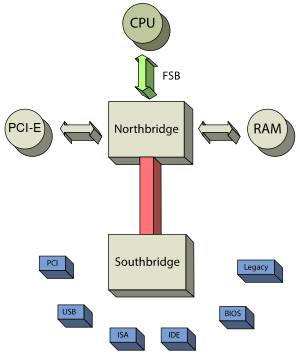 CPU
FSB
PCI-E
Northbridge
RAM
Southbridge
PCI
Legacy
USB
BIOS
ISA
IDE